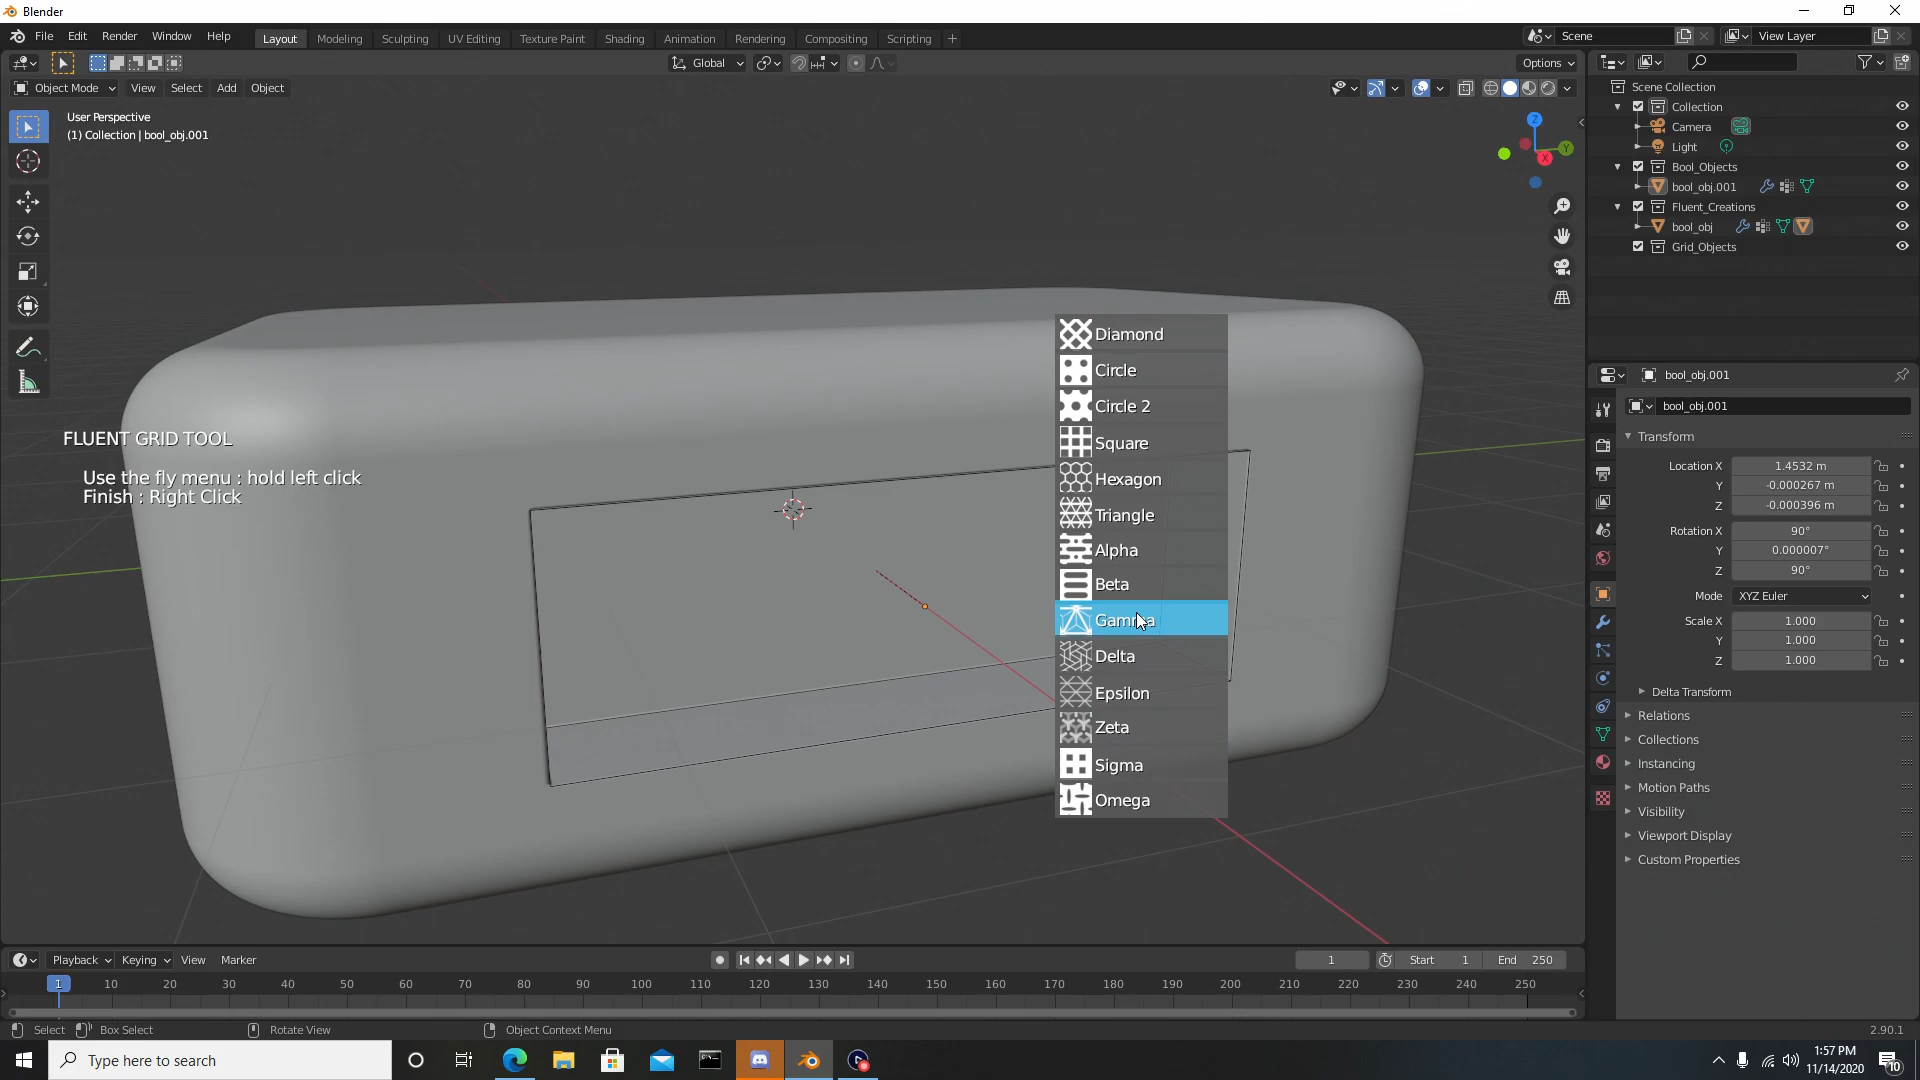 Blender
File Edit Render Window Help
Layout Modeling Sculpting UV Editing Texture Paint Shading Animation Rendering Compositing Scripting +
Scene
View Layer
Global
Options
Object Mode View Select Add Object
User Perspective
(1) Collection | bool_obj.001
Z
Y
X
FLUENT GRID TOOL
Use the fly menu : hold left click
Finish : Right Click
Diamond
Circle
Circle 2
Square
Hexagon
Triangle
Alpha
Beta
Gamma
Delta
Epsilon
Zeta
Sigma
Omega
Scene Collection
Collection
Camera
Light
Bool_Objects
bool_obj.001
Fluent_Creations
bool_obj
Grid_Objects
bool_obj.001
bool_obj.001
Transform
Location X 1.4532 m
Y -0.000267 m
Z -0.000396 m
Rotation X 90°
Y 0.000007°
Z 90°
Mode XYZ Euler
Scale X 1.000
Y 1.000
Z 1.000
Delta Transform
Relations
Collections
Instancing
Motion Paths
Visibility
Viewport Display
Custom Properties
Playback Keying View Marker
1 Start 1 End 250
1 10 20 30 40 50 60 70 80 90 100 110 120 130 140 150 160 170 180 190 200 210 220 230 240 250
Select Box Select Rotate View Object Context Menu 2.90.1
Type here to search
1:57 PM
11/14/2020
10